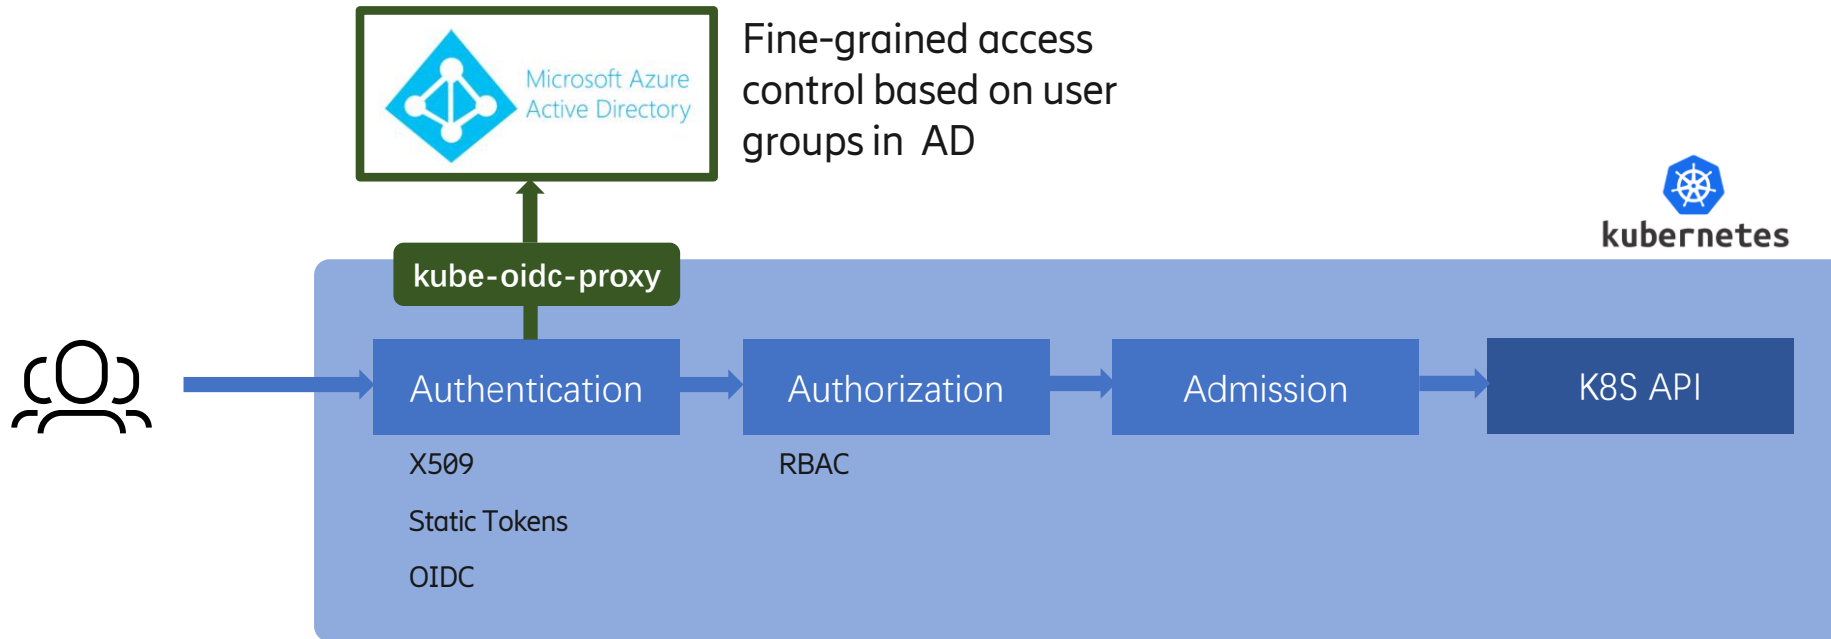 Microsoft Azure
Active Directory
Fine-grained access
control based on user
groups in  AD
kubernetes
kube-oidc-proxy
Authentication
Authorization
Admission
K8S API
X509
RBAC
Static Tokens
OIDC